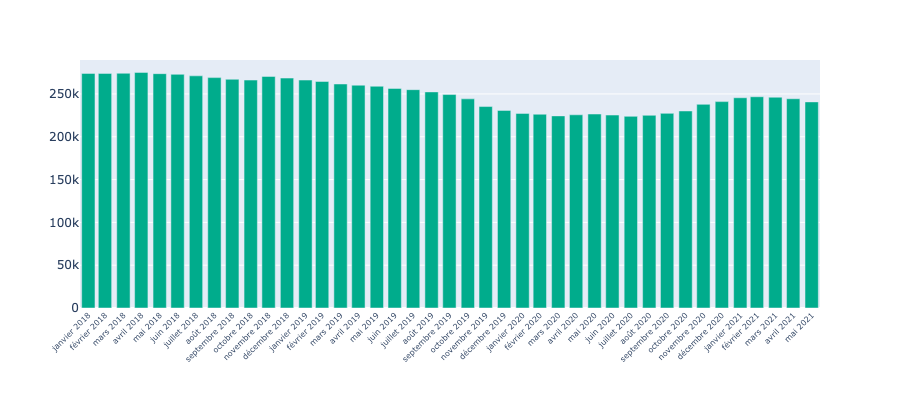 250k
200k
150k
100k
50k
0
janvier 2018
février 2018
mars 2018
avril 2018
mai 2018
juin 2018
juillet 2018
août 2018
septembre 2018
octobre 2018
novembre 2018
décembre 2018
janvier 2019
février 2019
mars 2019
avril 2019
mai 2019
juin 2019
juillet 2019
août 2019
septembre 2019
octobre 2019
novembre 2019
décembre 2019
janvier 2020
février 2020
mars 2020
avril 2020
mai 2020
juin 2020
juillet 2020
août 2020
septembre 2020
octobre 2020
novembre 2020
décembre 2020
janvier 2021
février 2021
mars 2021
avril 2021
mai 2021